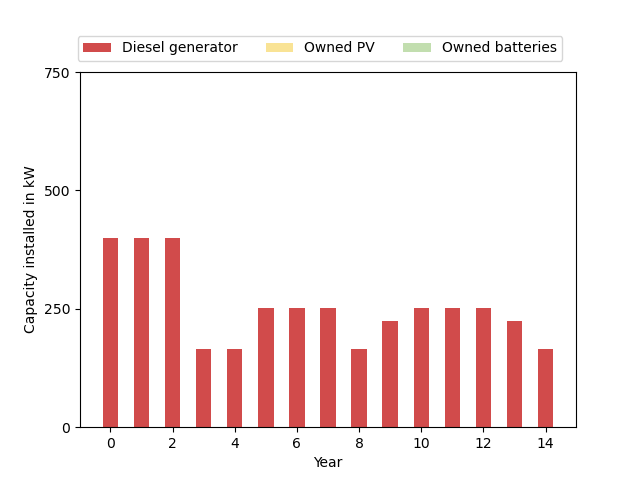 Diesel generator Owned PV Owned batteries
750
500
250
0
Capacity installed in kW
0 2 4 6 8 10 12 14
Year